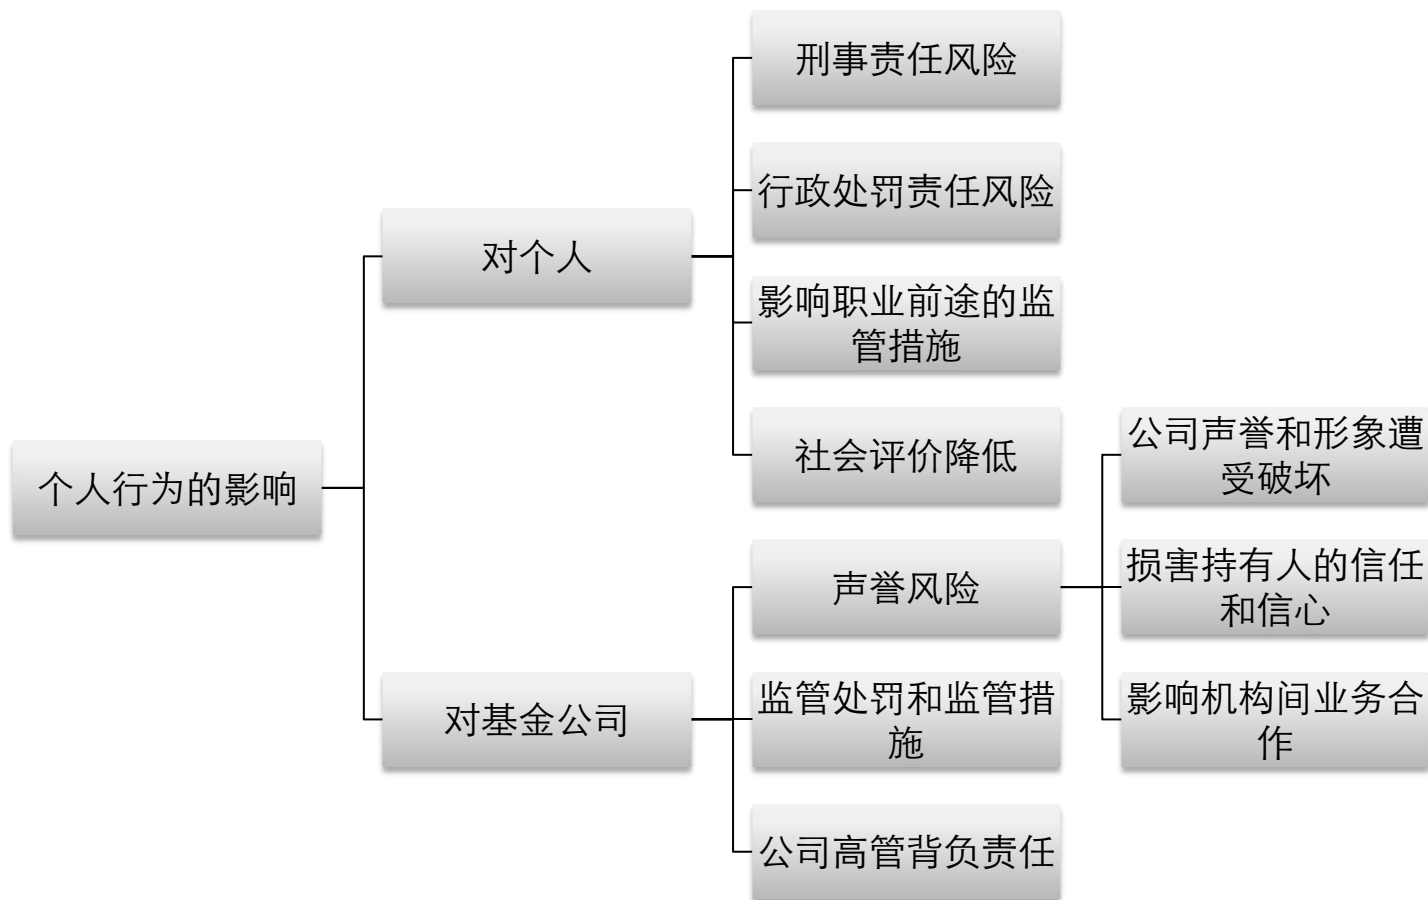 个人行为的影响
对个人
刑事责任风险
行政处罚责任风险
影响职业前途的监
管措施
社会评价降低
对基金公司
声誉风险
公司声誉和形象遭
受破坏
损害持有人的信任
和信心
影响机构间业务合
作
监管处罚和监管措
施
公司高管背负责任